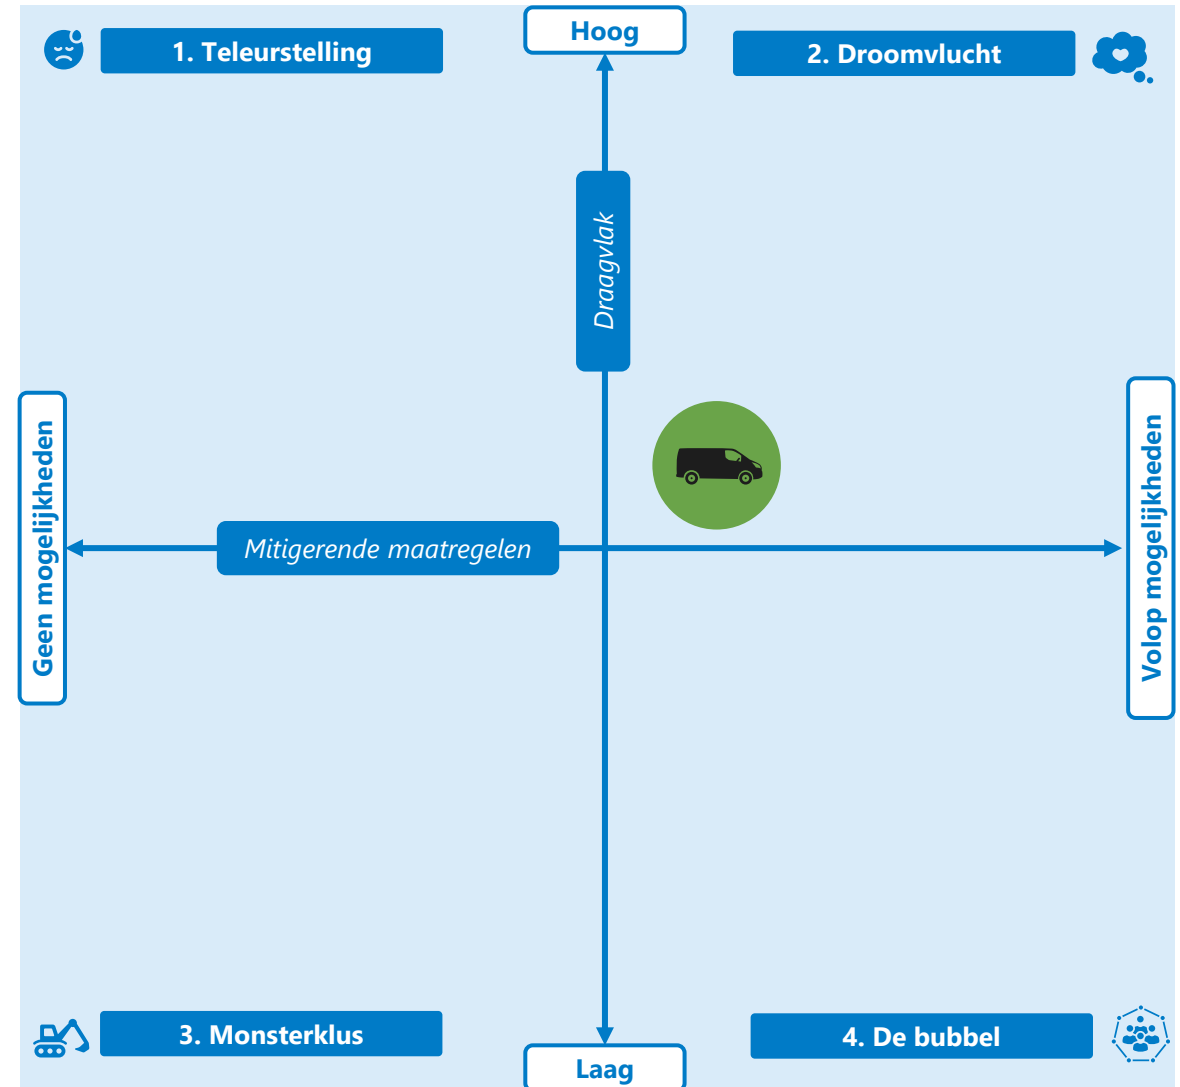 Hoog
1. Teleurstelling
2. Droomvlucht
Draagvlak
Geen mogelijkheden
Mitigerende maatregelen
Volop mogelijkheden
3. Monsterklus
4. De bubbel
Laag